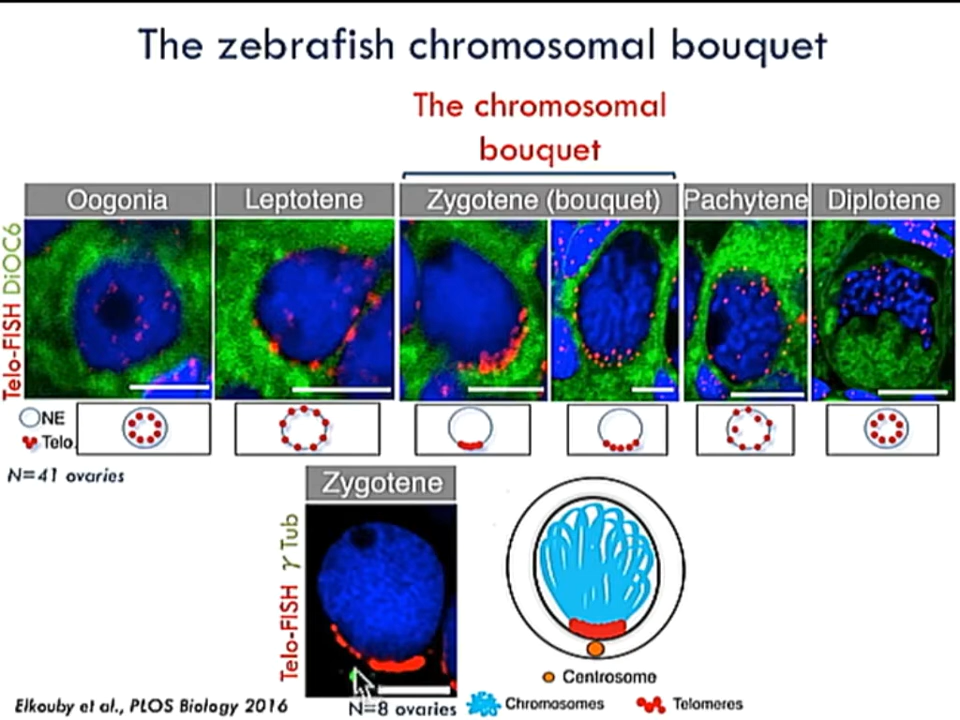 The zebrafish chromosomal bouquet
The chromosomal
bouquet
Oogonia
Leptotene
Zygotene (bouquet)
Pachytene
Diplotene
Telo-FISH DiOC6
NE
Telo.
N=41 ovaries
Zygotene
Telo-FISH γ Tub
Centrosome
Elkouby et al., PLOS Biology 2016
N=8 ovaries
Chromosomes
Telomeres